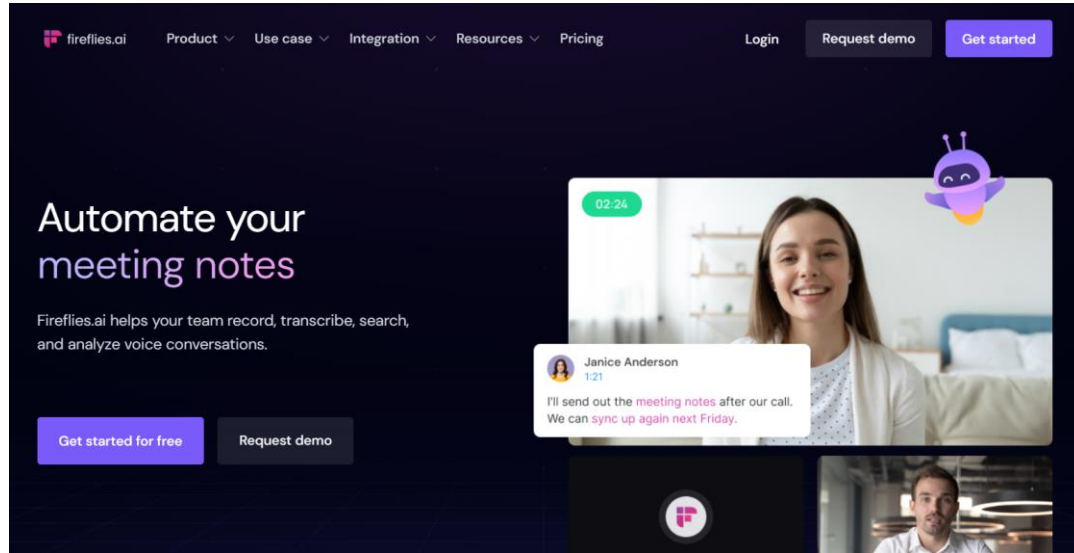 fireflies.ai
Product
Use case
Integration
Resources
Pricing
Login
Request demo
Get started
Automate your
meeting notes
Fireflies.ai helps your team record, transcribe, search,
and analyze voice conversations.
Get started for free
Request demo
02:24
Janice Anderson
1:21
I'll send out the meeting notes after our call.
We can sync up again next Friday.